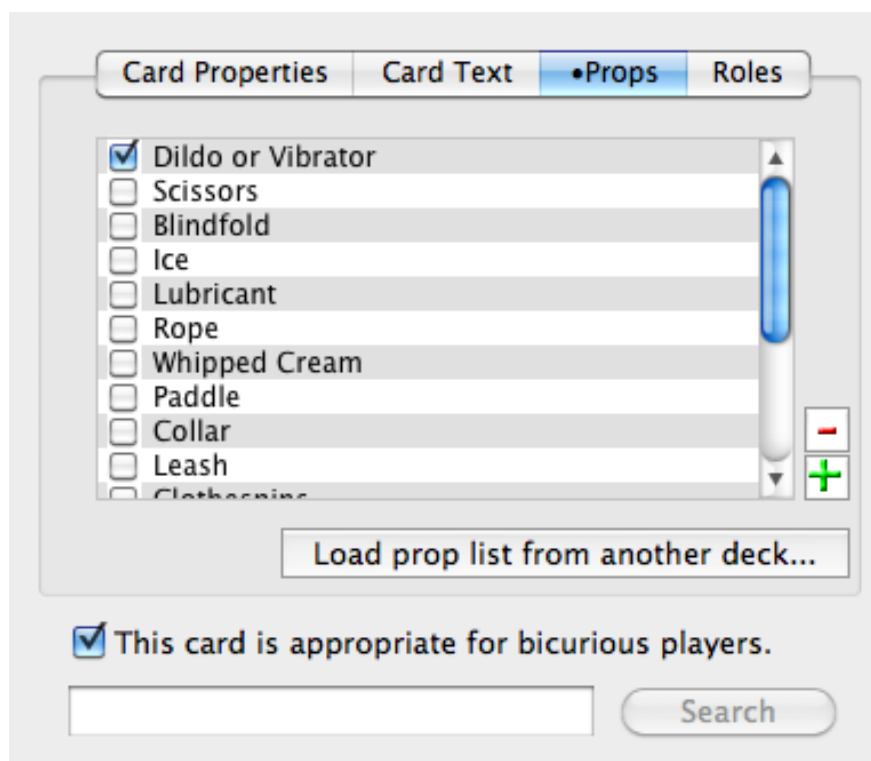 Card Properties Card Text •Props Roles
Dildo or Vibrator
Scissors
Blindfold
Ice
Lubricant
Rope
Whipped Cream
Paddle
Collar
Leash
Clothespins
Load prop list from another deck...
This card is appropriate for bicurious players.
Search